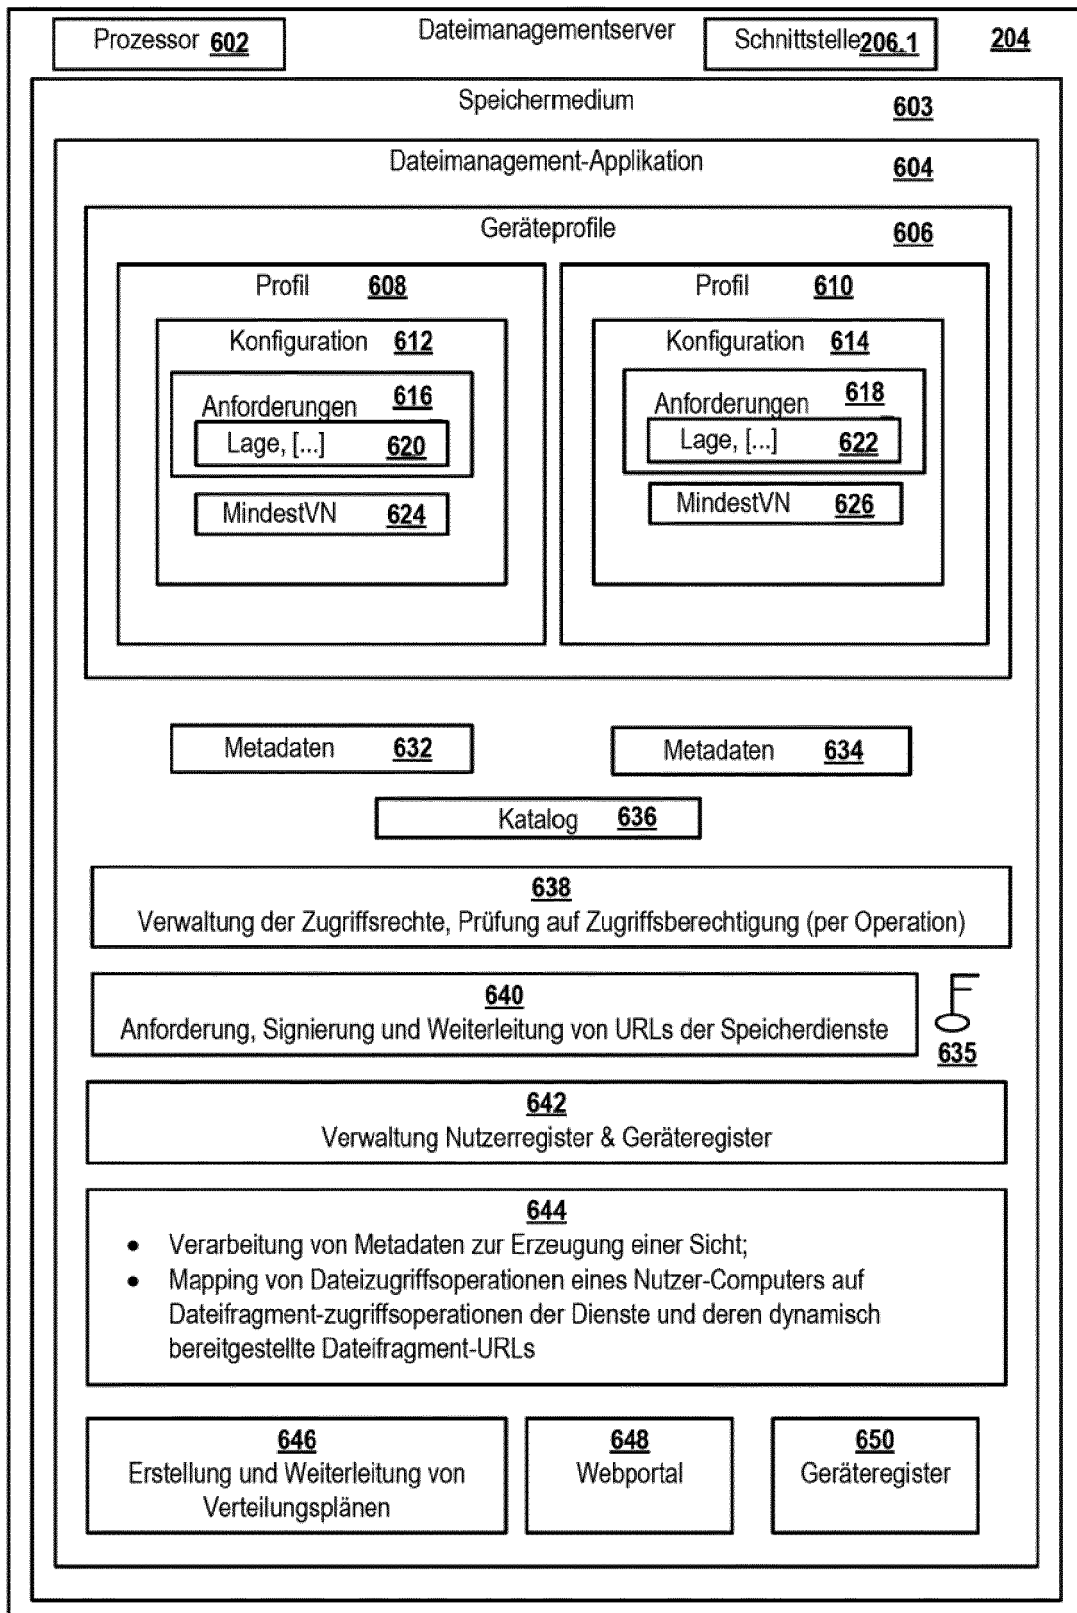 Dateimanagementserver 204
Prozessor 602
Schnittstelle 206.1
Speichermedium 603
Dateimanagement-Applikation 604
Geräteprofile 606
Profil 608
Konfiguration 612
Anforderungen 616
Lage, [...] 620
MindestVN 624
Profil 610
Konfiguration 614
Anforderungen 618
Lage, [...] 622
MindestVN 626
Metadaten 632
Metadaten 634
Katalog 636
638
Verwaltung der Zugriffsrechte, Prüfung auf Zugriffsberechtigung (per Operation)
640
Anforderung, Signierung und Weiterleitung von URLs der Speicherdienste
635
642
Verwaltung Nutzerregister & Geräteregister
644
• Verarbeitung von Metadaten zur Erzeugung einer Sicht;
• Mapping von Dateizugriffsoperationen eines Nutzer-Computers auf
Dateifragment-zugriffsoperationen der Dienste und deren dynamisch
bereitgestellte Dateifragment-URLs
646
Erstellung und Weiterleitung von
Verteilungsplänen
648
Webportal
650
Geräteregister